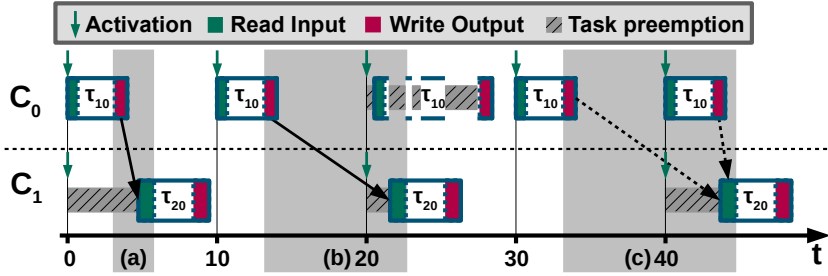 Activation Read Input Write Output Task preemption
C0 τ10 τ10 τ10 τ10 τ10
C1 τ20 τ20 τ20
0 (a) 10 (b) 20 30 (c) 40 t